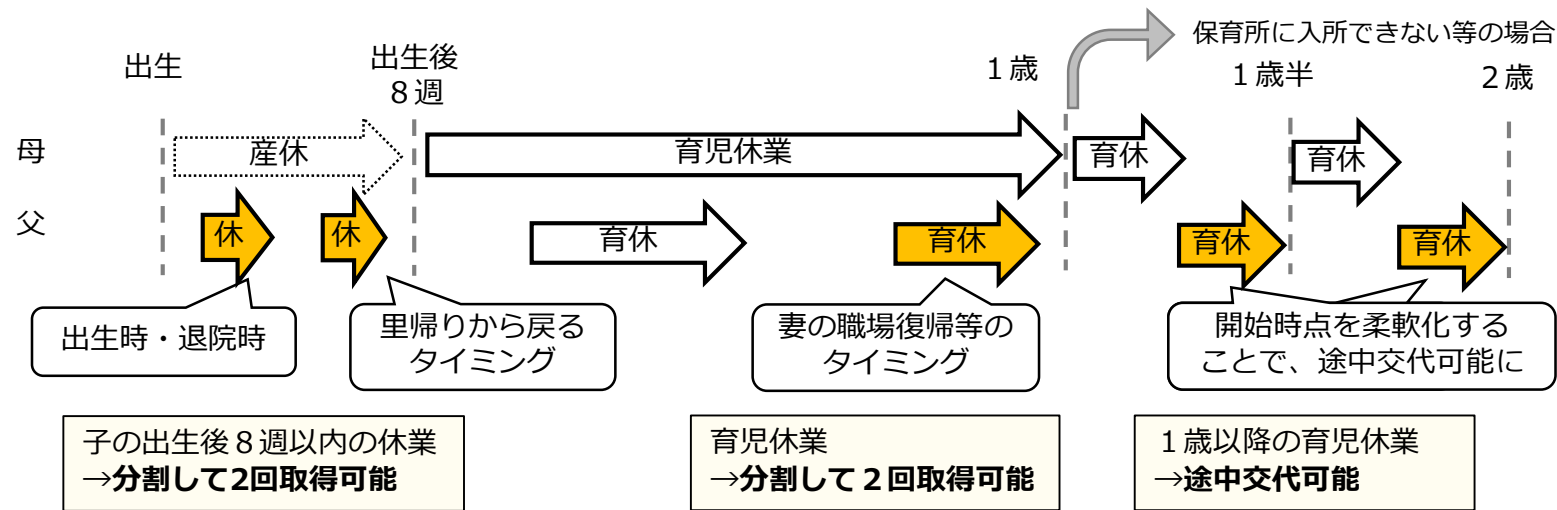 保育所に入所できない等の場合
出生
出生後
８週
１歳
１歳半
２歳
母
産休
育児休業
育休
育休
父
休
休
育休
育休
育休
育休
出生時・退院時
里帰りから戻る
タイミング
妻の職場復帰等の
タイミング
開始時点を柔軟化する
ことで、途中交代可能に
子の出生後８週以内の休業
→分割して2回取得可能
育児休業
→分割して２回取得可能
１歳以降の育児休業
→途中交代可能